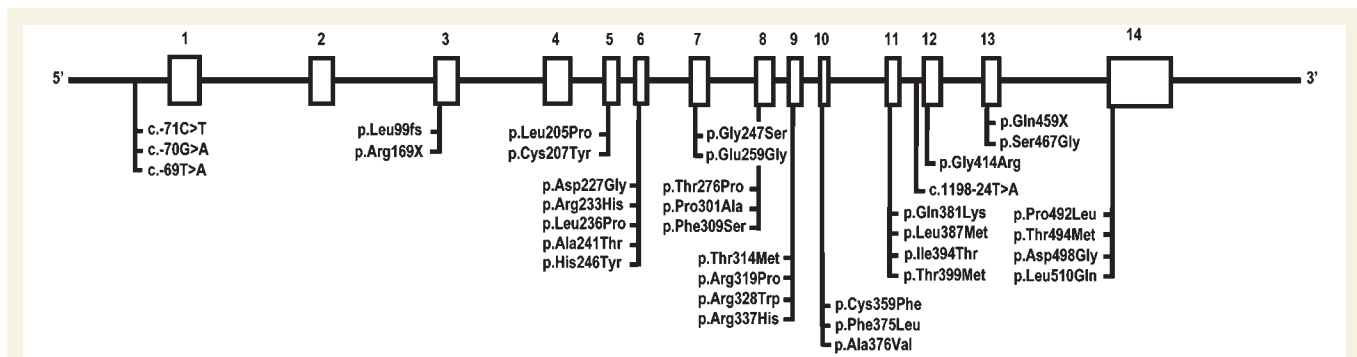 1 2 3 4 5 6 7 8 9 10 11 12 13 14
5' 3'
c.-71C>T
c.-70G>A
c.-69T>A
p.Leu99fs
p.Arg169X
p.Leu205Pro
p.Cys207Tyr
p.Asp227Gly
p.Arg233His
p.Leu236Pro
p.Ala241Thr
p.His246Tyr
p.Gly247Ser
p.Glu259Gly
p.Thr276Pro
p.Pro301Ala
p.Phe309Ser
p.Thr314Met
p.Arg319Pro
p.Arg328Trp
p.Arg337His
p.Cys359Phe
p.Phe375Leu
p.Ala376Val
p.Gln381Lys
p.Leu387Met
p.Ile394Thr
p.Thr399Met
c.1198-24T>A
p.Gly414Arg
p.Gln459X
p.Ser467Gly
p.Pro492Leu
p.Thr494Met
p.Asp498Gly
p.Leu510Gln